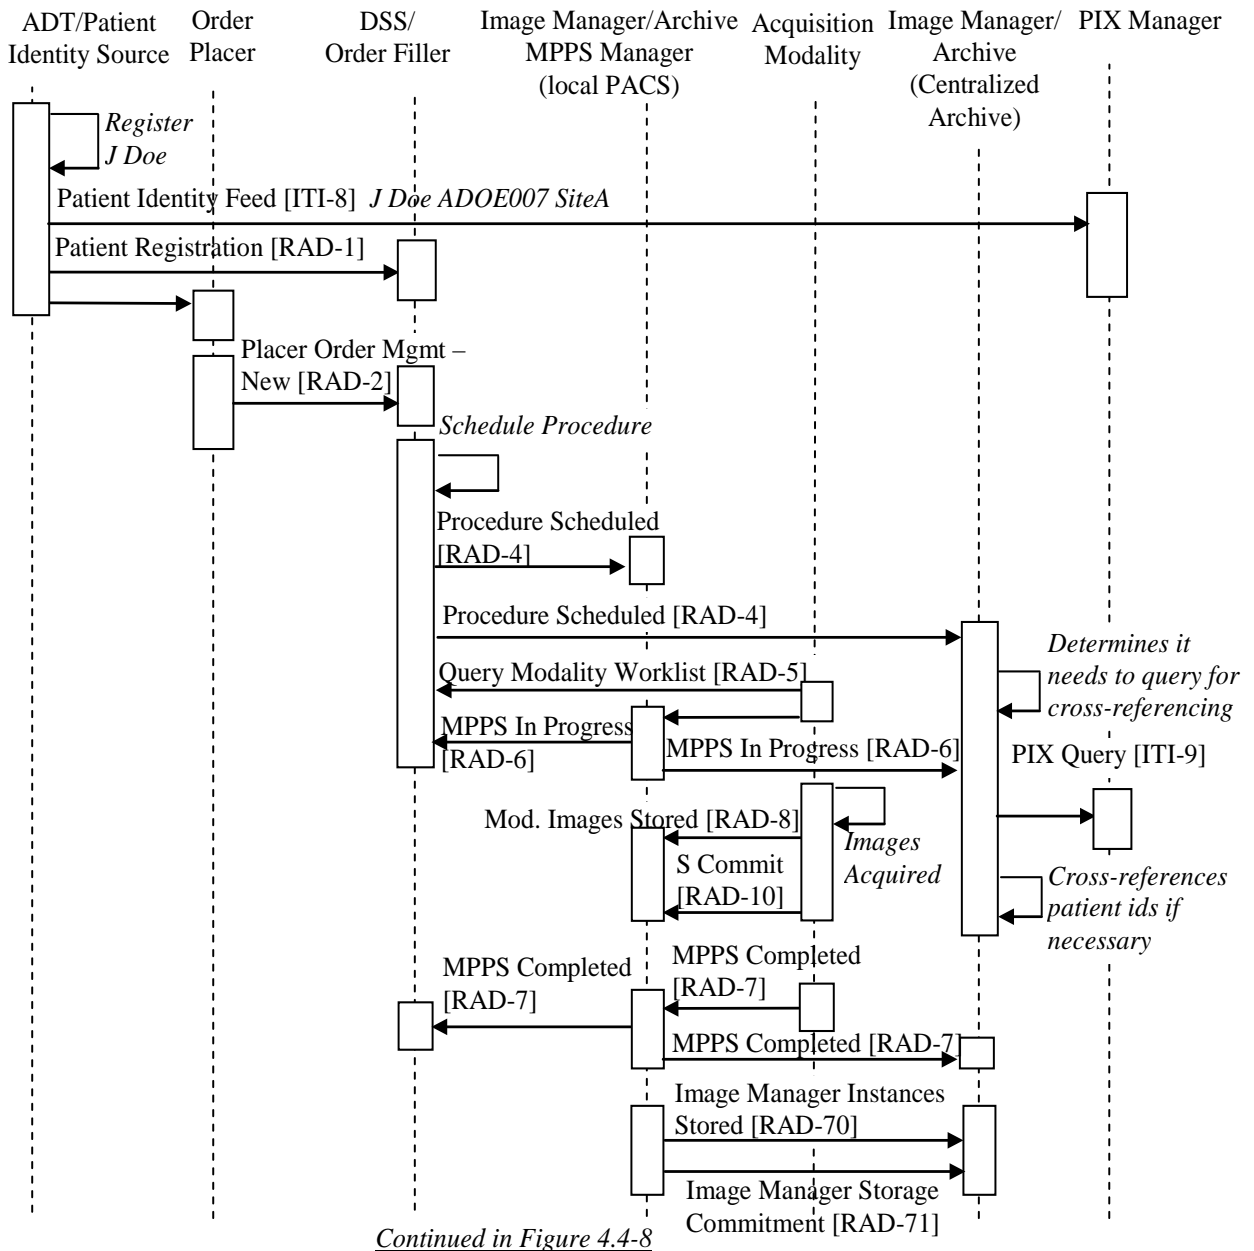 ADT/Patient
Identity Source
Order
Placer
DSS/
Order Filler
Image Manager/Archive
MPPS Manager
(local PACS)
Acquisition
Modality
Image Manager/
Archive
(Centralized
Archive)
PIX Manager
Register
J Doe
Patient Identity Feed [ITI-8] J Doe ADOE007 SiteA
Patient Registration [RAD-1]
Placer Order Mgmt –
New [RAD-2]
Schedule Procedure
Procedure Scheduled
[RAD-4]
Procedure Scheduled [RAD-4]
Determines it
needs to query for
cross-referencing
Query Modality Worklist [RAD-5]
MPPS In Progress
[RAD-6]
MPPS In Progress [RAD-6]
PIX Query [ITI-9]
Mod. Images Stored [RAD-8]
Images
Acquired
S Commit
[RAD-10]
Cross-references
patient ids if
necessary
MPPS Completed
[RAD-7]
MPPS Completed
[RAD-7]
MPPS Completed [RAD-7]
Image Manager Instances
Stored [RAD-70]
Image Manager Storage
Commitment [RAD-71]
Continued in Figure 4.4-8